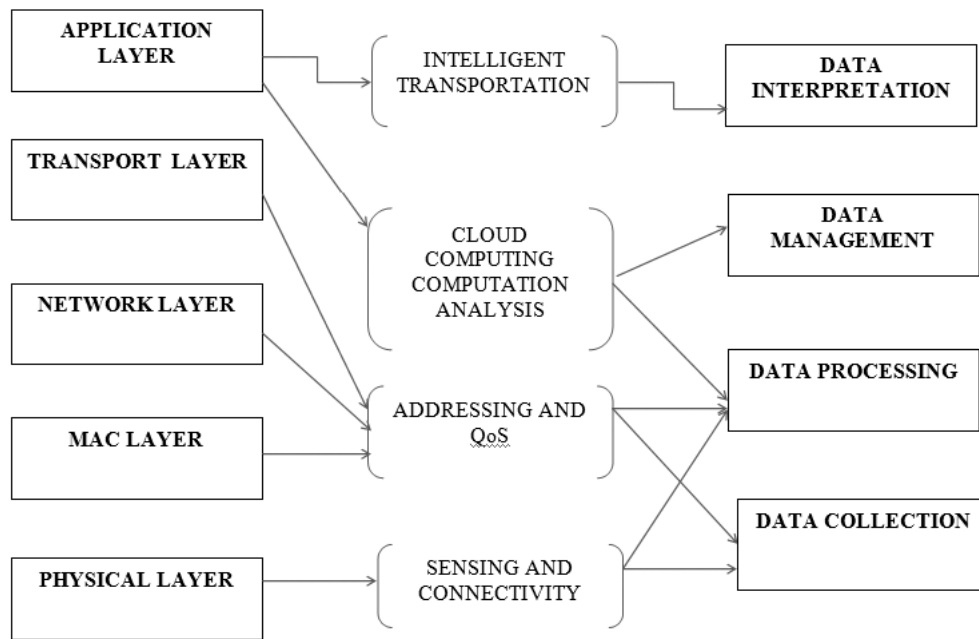 APPLICATION
LAYER
TRANSPORT LAYER
NETWORK LAYER
MAC LAYER
PHYSICAL LAYER
INTELLIGENT
TRANSPORTATION
CLOUD
COMPUTING
COMPUTATION
ANALYSIS
ADDRESSING AND
QoS
SENSING AND
CONNECTIVITY
DATA
INTERPRETATION
DATA
MANAGEMENT
DATA PROCESSING
DATA COLLECTION